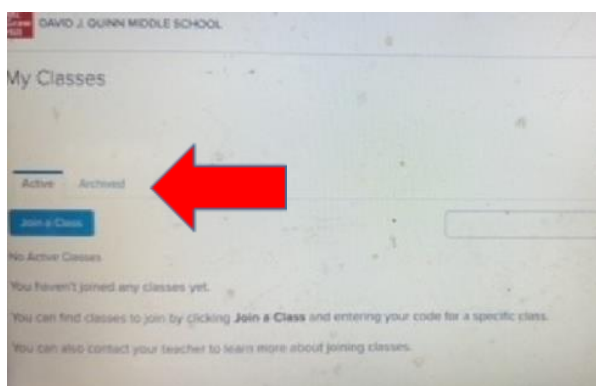 Graw
Hill
DAVID J. QUINN MIDDLE SCHOOL
My Classes
Active Archived
Join a Class
No Active Classes
You haven't joined any classes yet.
You can find classes to join by clicking Join a Class and entering your code for a specific class.
You can also contact your teacher to learn more about joining classes.